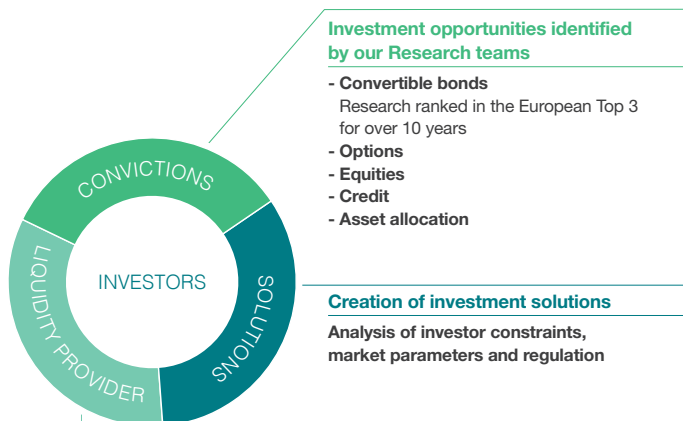 Investment opportunities identified
by our Research teams
- Convertible bonds
Research ranked in the European Top 3
for over 10 years
- Options
- Equities
- Credit
- Asset allocation
CONVICTIONS
INVESTORS
LIQUIDITY PROVIDER
SOLUTIONS
Creation of investment solutions
Analysis of investor constraints,
market parameters and regulation